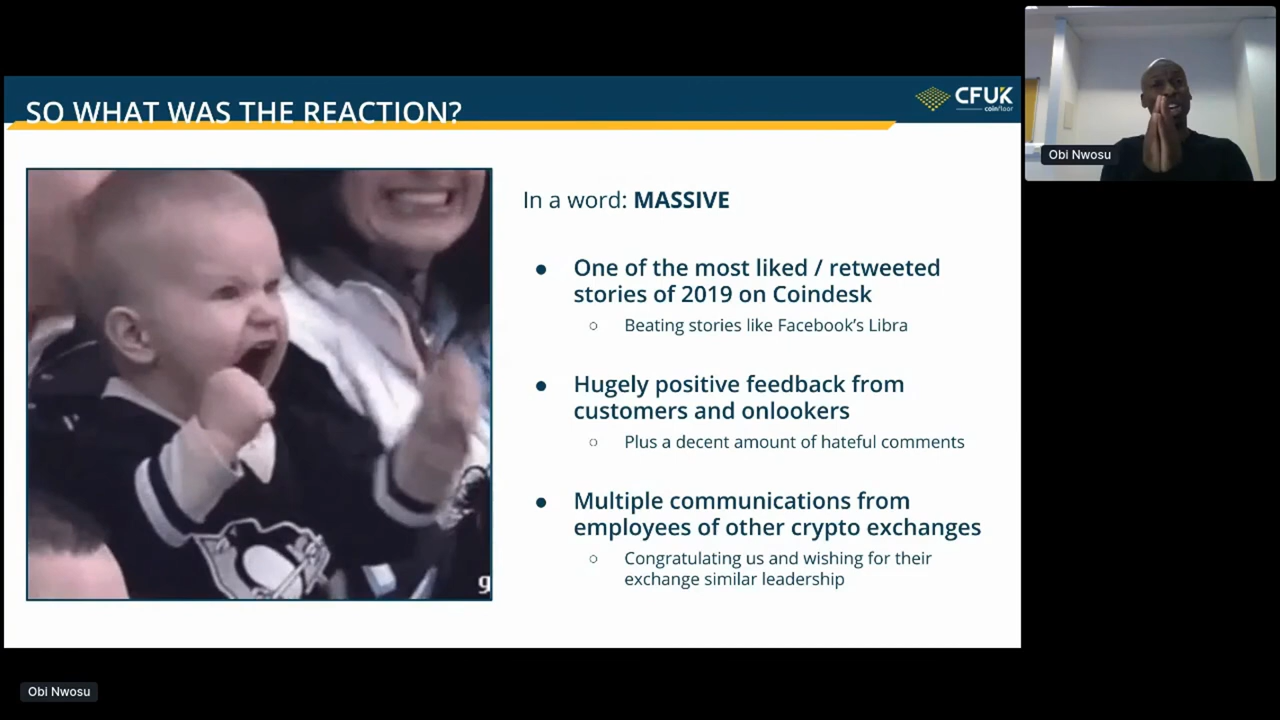 SO WHAT WAS THE REACTION?
CFUK
coinfloor
Obi Nwosu
In a word: MASSIVE
● One of the most liked / retweeted
stories of 2019 on Coindesk
○ Beating stories like Facebook's Libra
● Hugely positive feedback from
customers and onlookers
○ Plus a decent amount of hateful comments
● Multiple communications from
employees of other crypto exchanges
○ Congratulating us and wishing for their
exchange similar leadership
g
Obi Nwosu